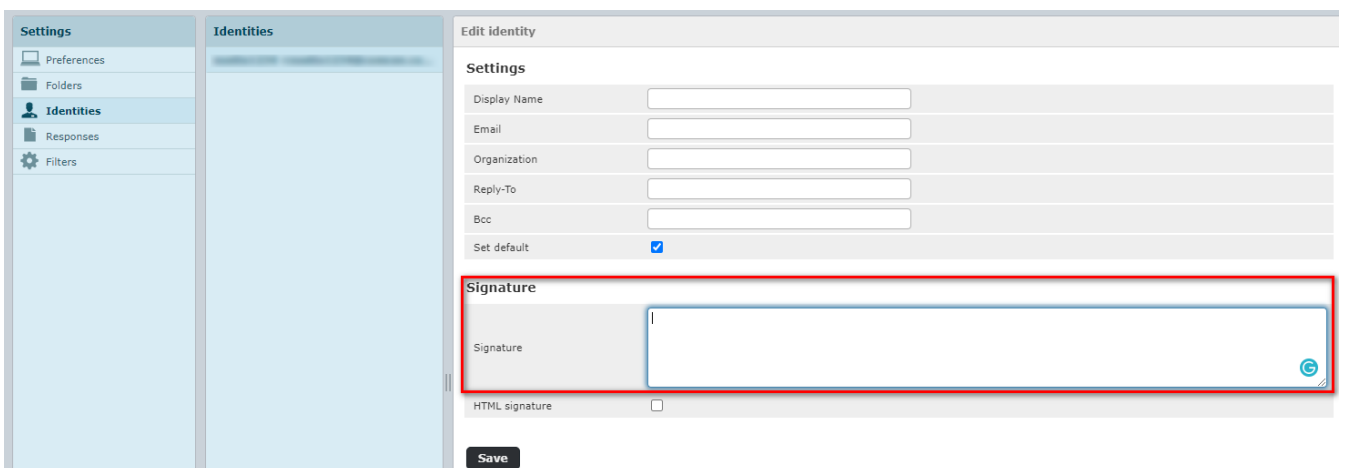 Settings
Preferences
Folders
Identities
Responses
Filters
Identities
Edit identity
Settings
Display Name
Email
Organization
Reply-To
Bcc
Set default
Signature
Signature
HTML signature
Save